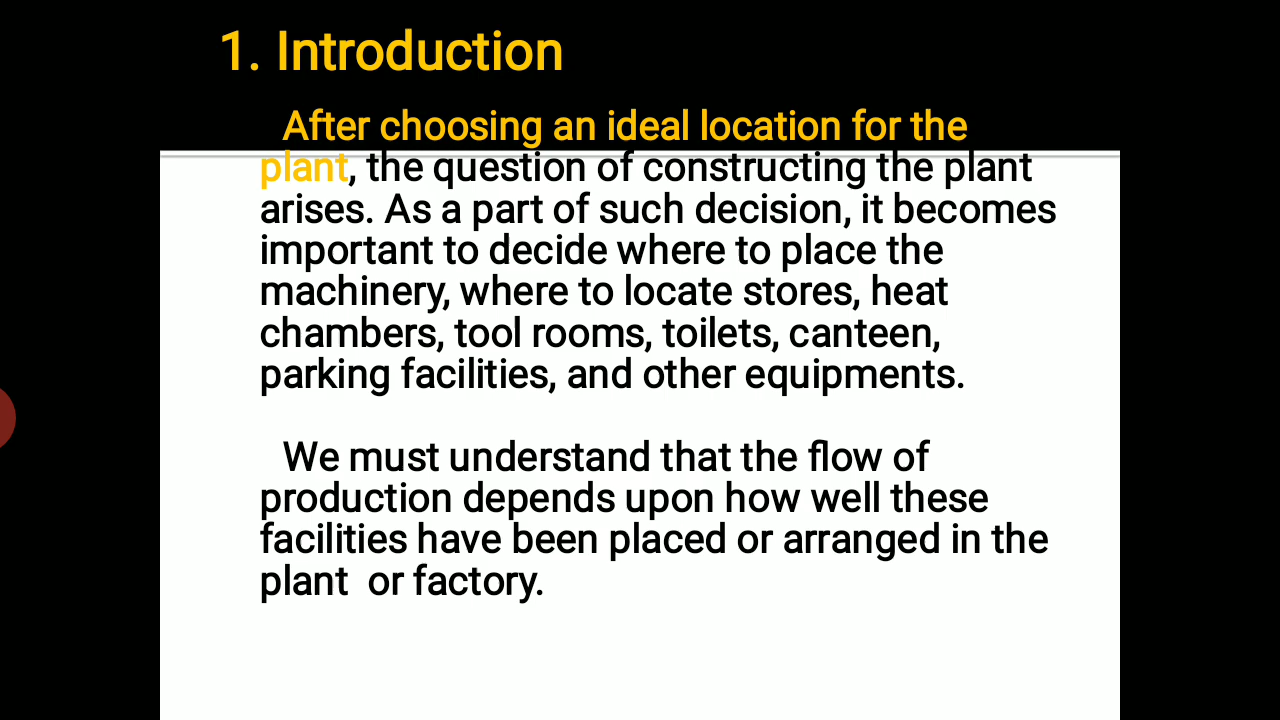 1. Introduction
After choosing an ideal location for the
plant, the question of constructing the plant
arises. As a part of such decision, it becomes
important to decide where to place the
machinery, where to locate stores, heat
chambers, tool rooms, toilets, canteen,
parking facilities, and other equipments.
We must understand that the flow of
production depends upon how well these
facilities have been placed or arranged in the
plant  or factory.